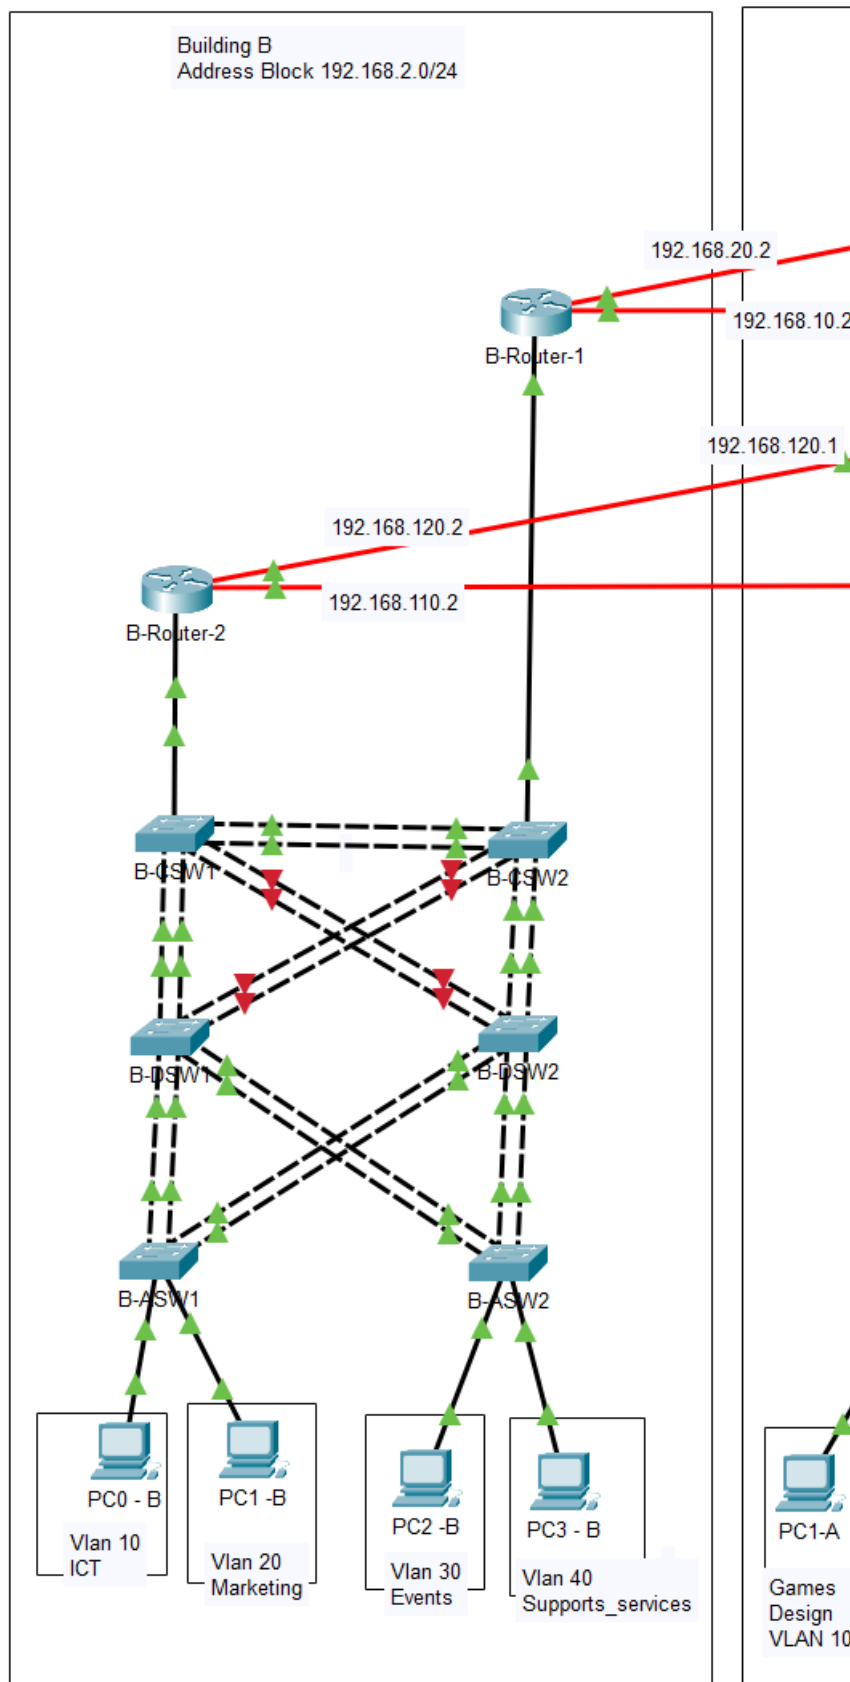 Building B
Address Block 192.168.2.0/24
192.168.20.2
192.168.10.2
B-Router-1
192.168.120.1
192.168.120.2
192.168.110.2
B-Router-2
B-CSW1
B-CSW2
B-DSW1
B-DSW2
B-ASW1
B-ASW2
PC0 - B
PC1 -B
PC2 -B
PC3 - B
PC1-A
Vlan 10
ICT
Vlan 20
Marketing
Vlan 30
Events
Vlan 40
Supports_services
Games
Design
VLAN 10